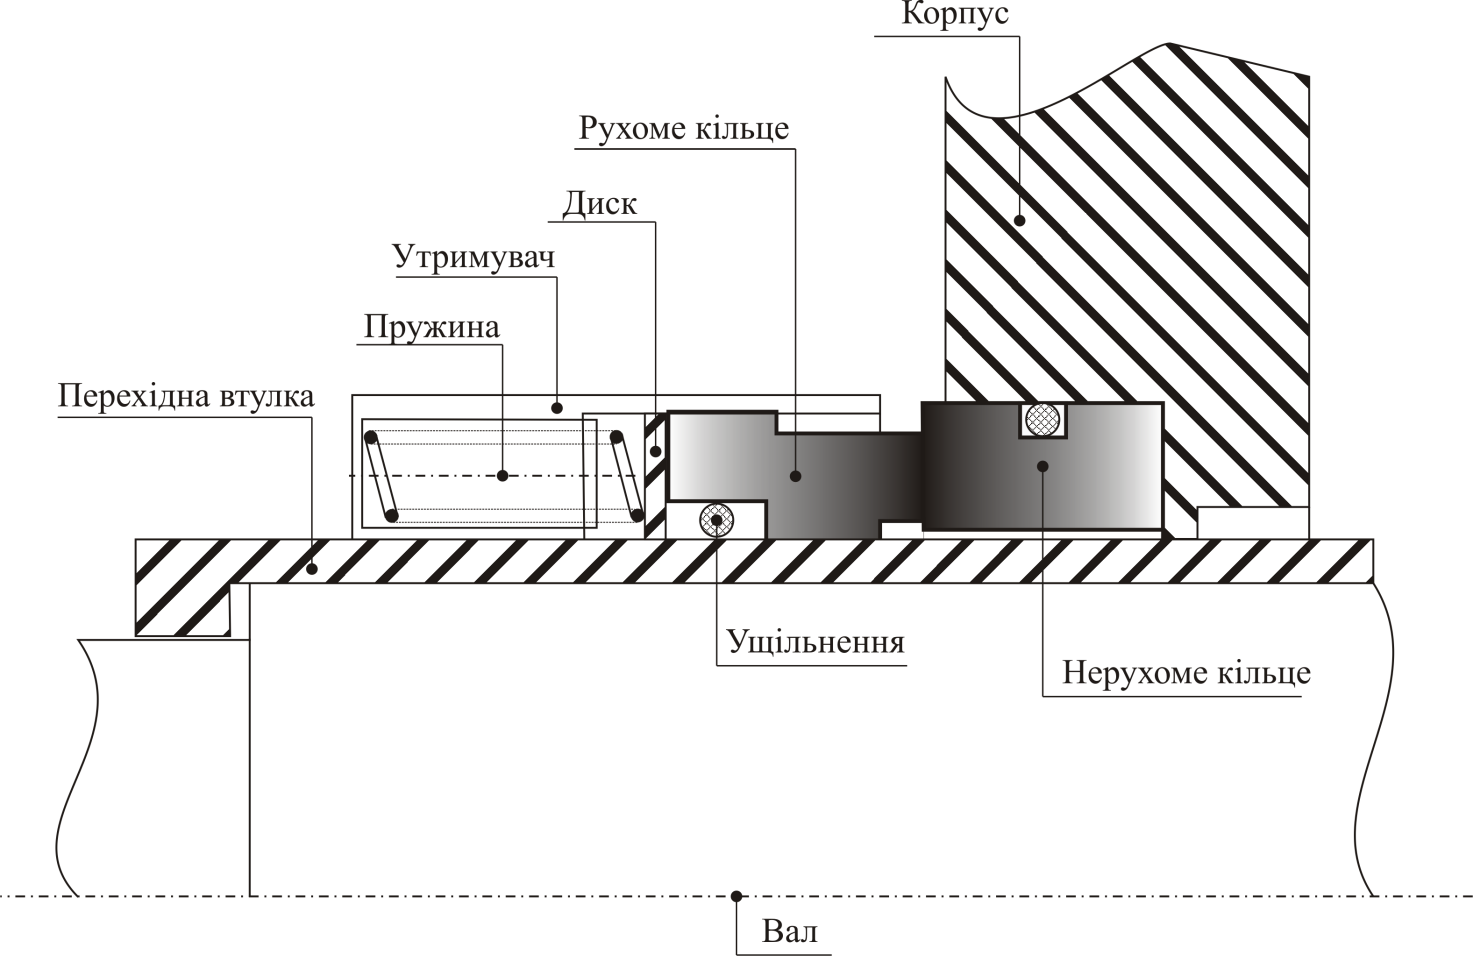 Корпус
Рухоме кільце
Диск
Утримувач
Пружина
Перехідна втулка
Ущільнення
Нерухоме кільце
Вал